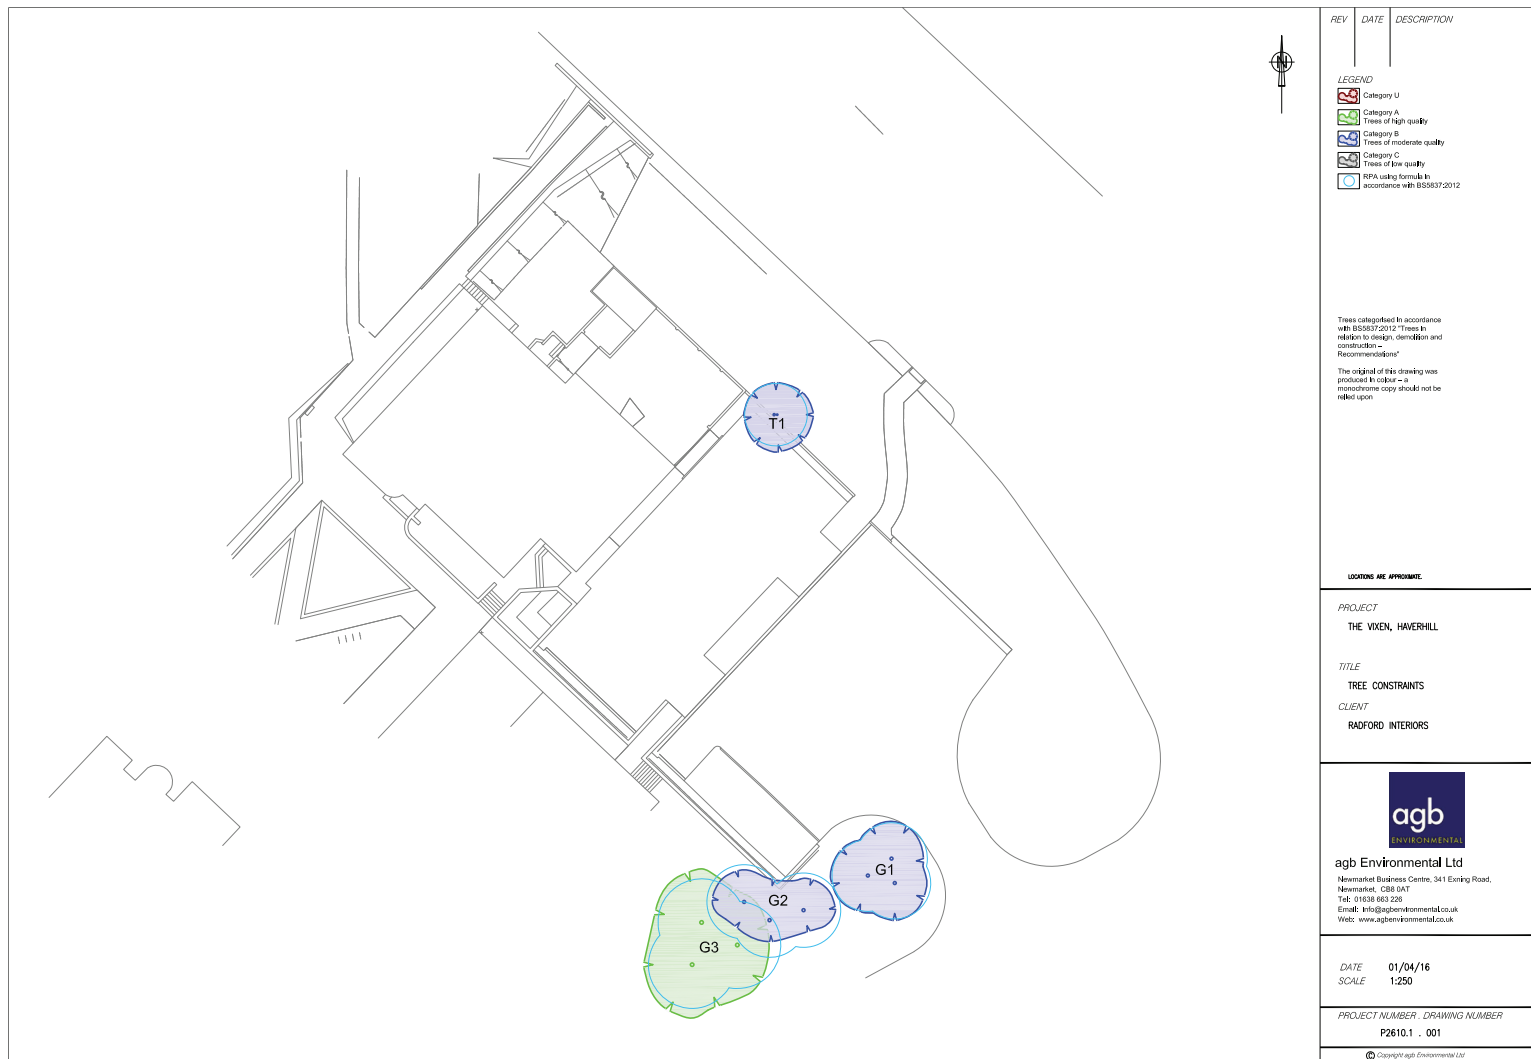 REV DATE DESCRIPTION
N
LEGEND
Category U
Category A
Trees of high quality
Category B
Trees of moderate quality
Category C
Trees of low quality
RPA using formula in
accordance with BS5837:2012
Trees categorised in accordance
with BS5837:2012 "Trees in
relation to design, demolition and
construction –
Recommendations"
The original of this drawing was
produced in colour – a
monochrome copy should not be
relied upon
T1
G1
G2
G3
LOCATIONS ARE APPROXIMATE.
PROJECT
THE VIXEN, HAVERHILL
TITLE
TREE CONSTRAINTS
CLIENT
RADFORD INTERIORS
agb
ENVIRONMENTAL
agb Environmental Ltd
Newmarket Business Centre, 341 Exning Road,
Newmarket, CB8 0AT
Tel: 01638 663 226
Email: info@agbenvironmental.co.uk
Web: www.agbenvironmental.co.uk
DATE 01/04/16
SCALE 1:250
PROJECT NUMBER . DRAWING NUMBER
P2610.1 . 001
© Copyright agb Environmental Ltd